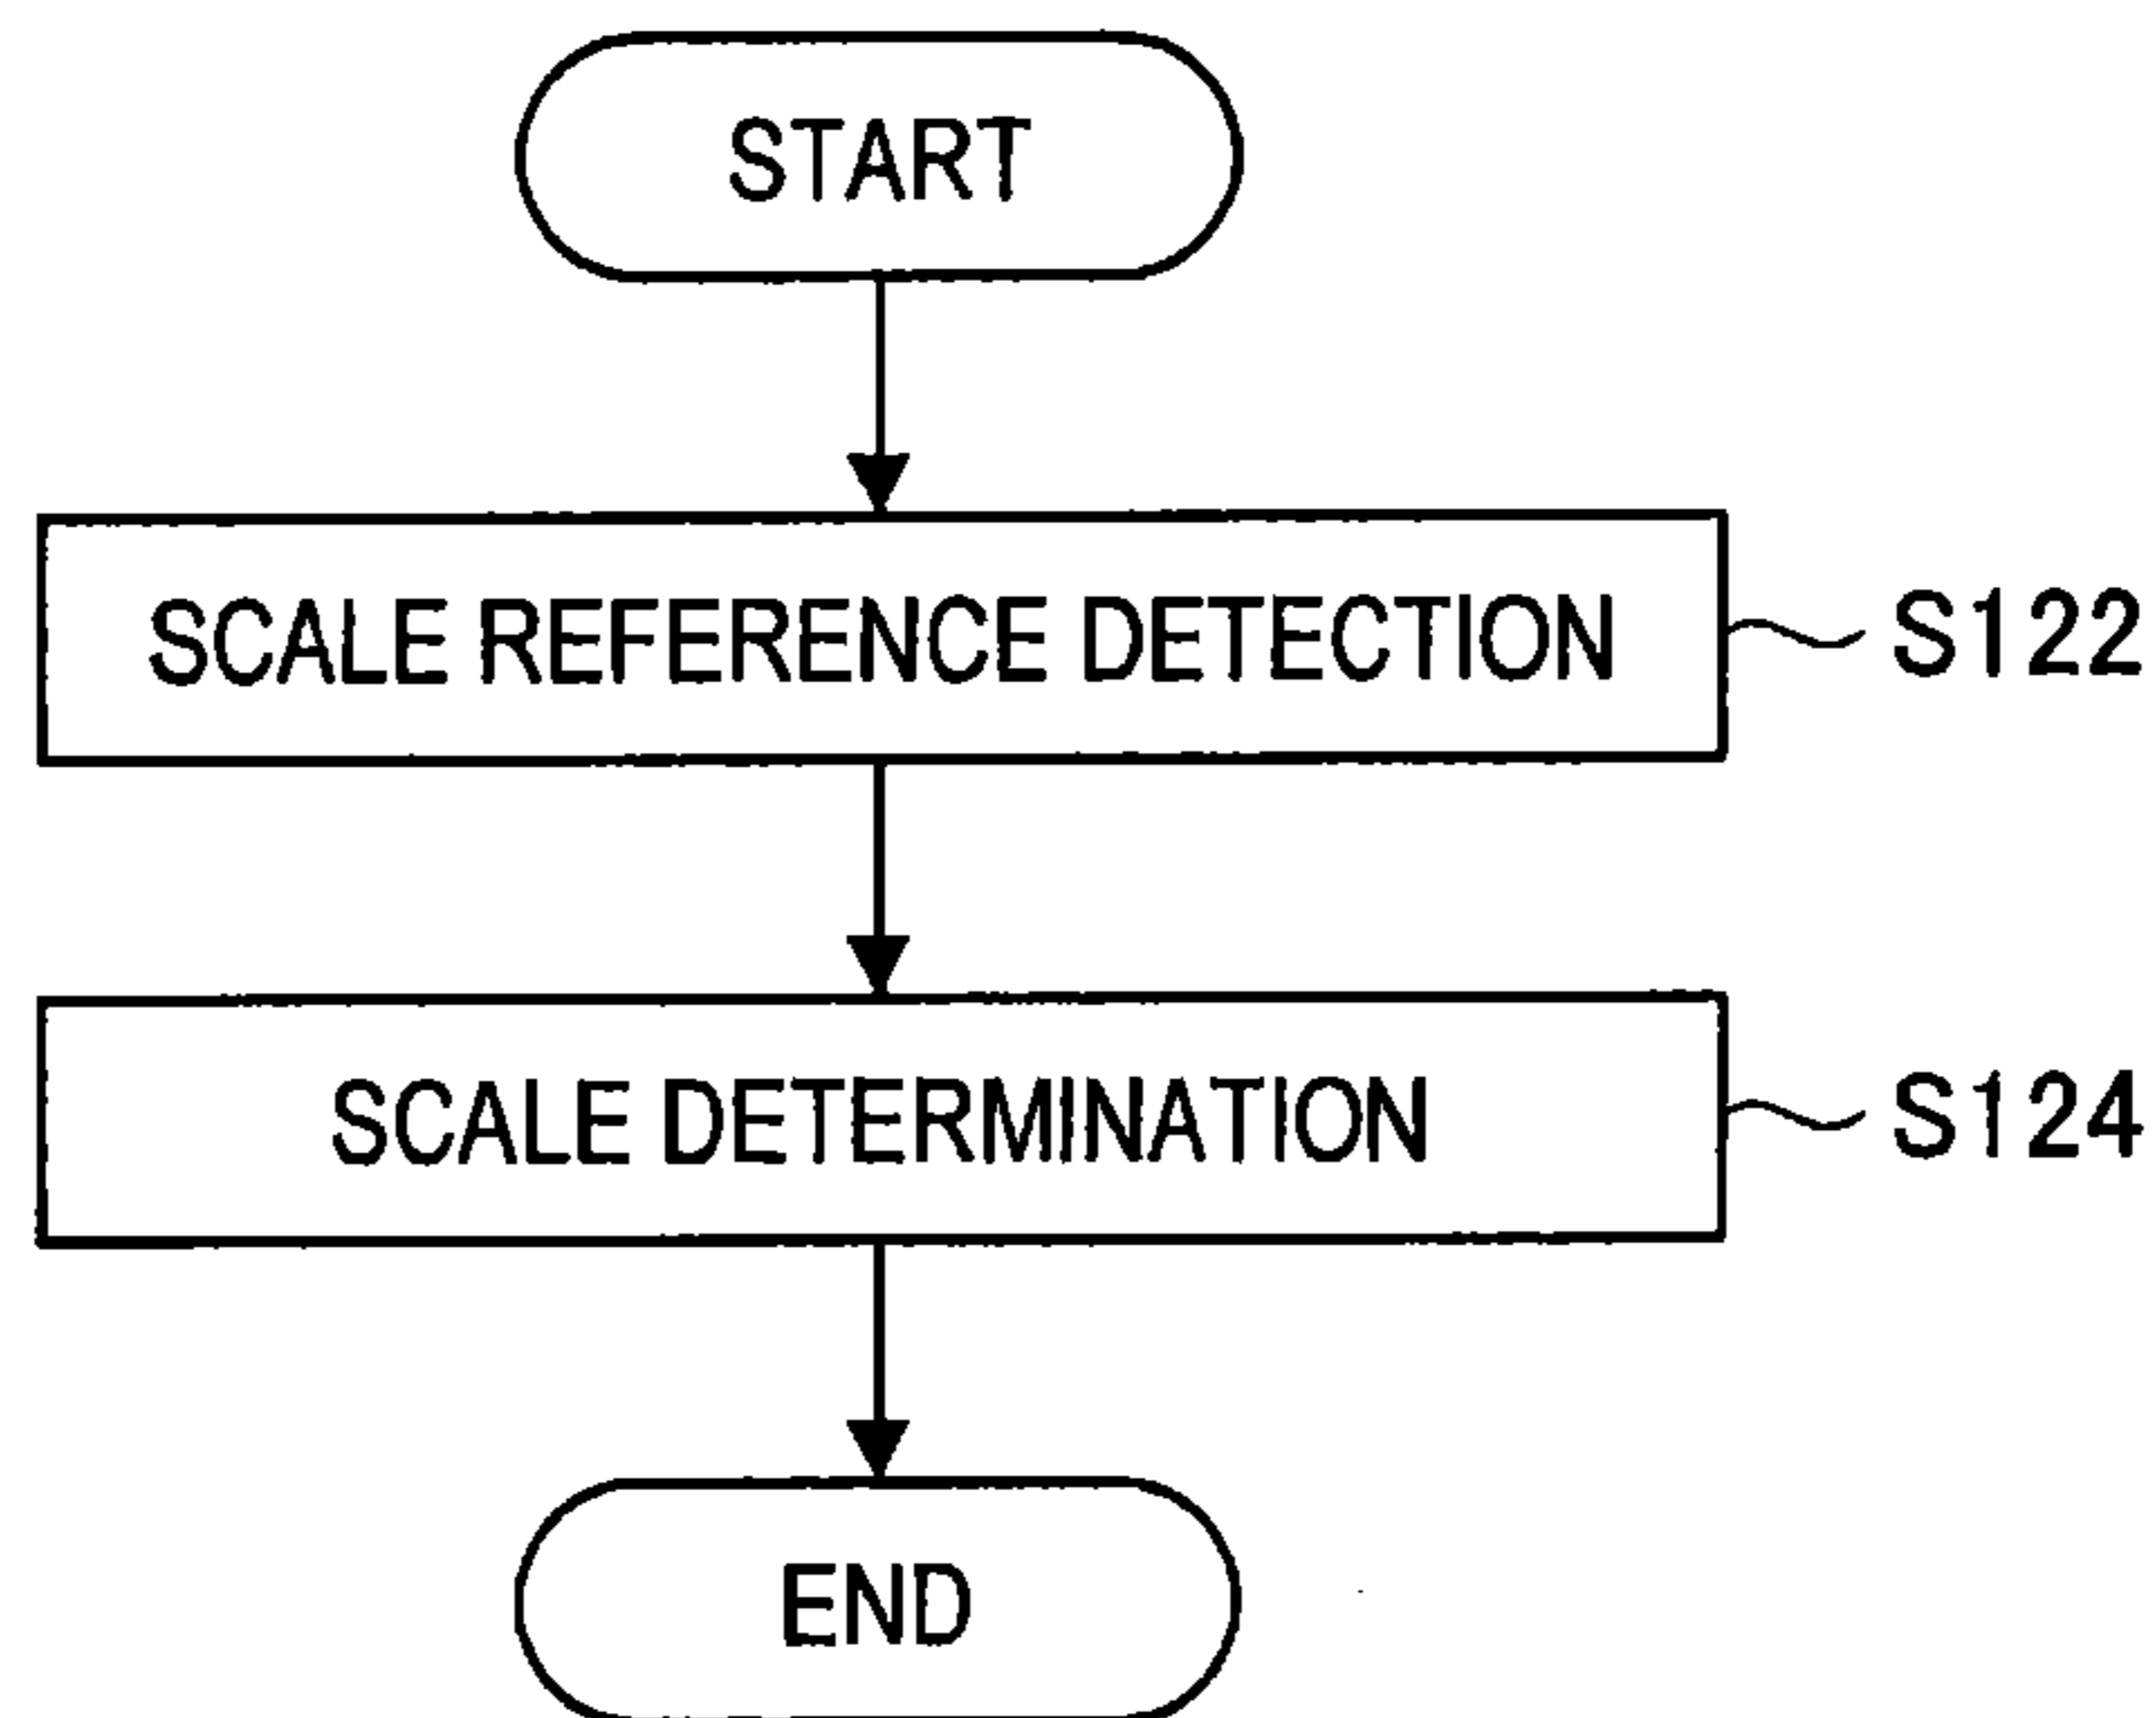 START
SCALE REFERENCE DETECTION
S122
SCALE DETERMINATION
S124
END